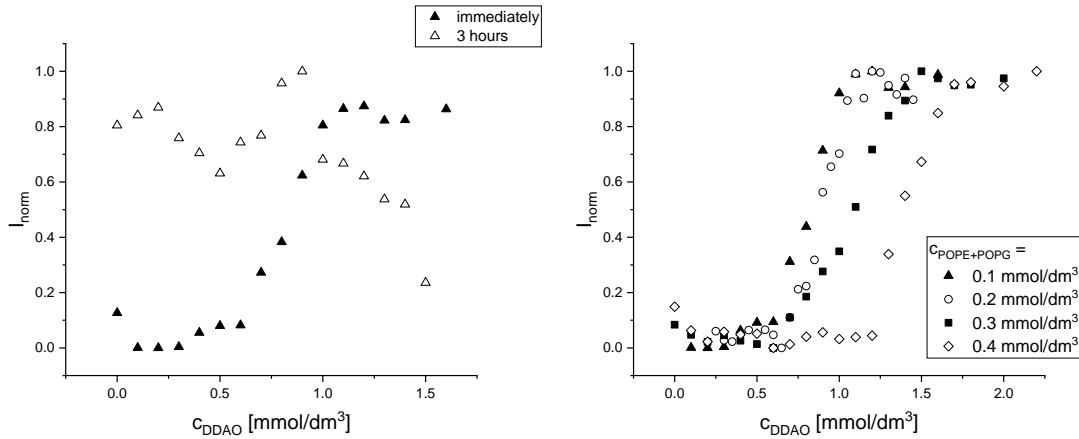 immediately
3 hours
1.0
0.8
0.6
0.4
0.2
0.0
I_norm
0.0 0.5 1.0 1.5
c_DDAO [mmol/dm³]
1.0
0.8
0.6
0.4
0.2
0.0
I_norm
c_POPE+POPG =
0.1 mmol/dm³
0.2 mmol/dm³
0.3 mmol/dm³
0.4 mmol/dm³
0.0 0.5 1.0 1.5 2.0
c_DDAO [mmol/dm³]